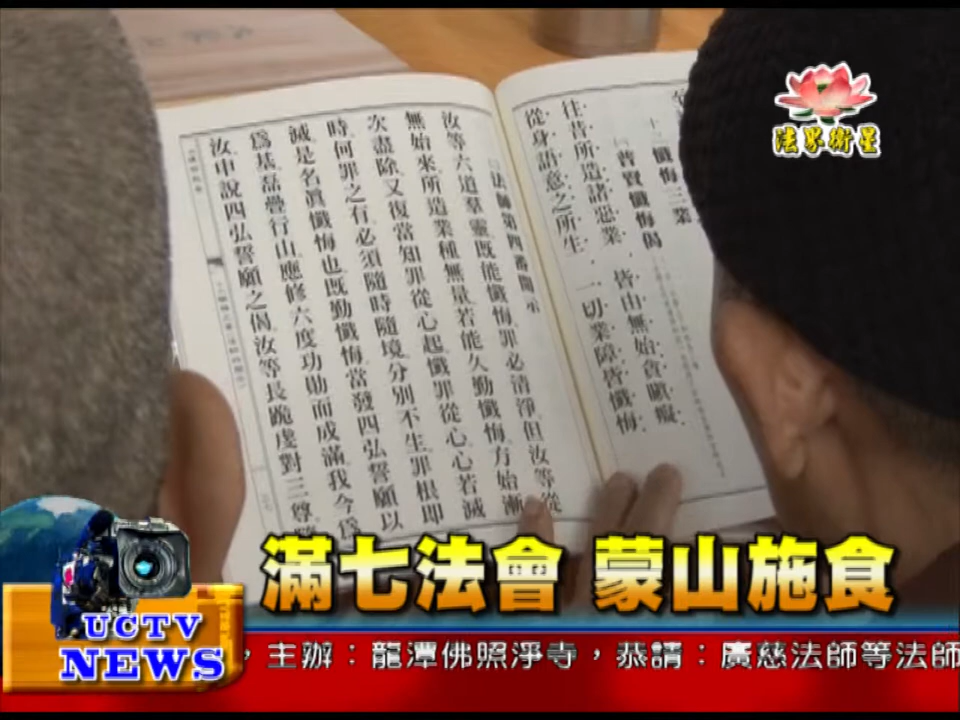 法界衛星
十二 懺悔三業
普賢懺悔偈
往昔所造諸惡業，皆由無始貪瞋癡，
從身語意之所生，一切業障皆懺悔。
法師第四番開示
汝等六道羣靈既能懺悔罪必清淨但汝等從
無始來所造業種無量若能久勤懺悔方始漸
次盡除又復當知罪從心起懺罪從心心若滅
時何罪之有必須隨時隨境分別不生罪根即
滅是名眞懺悔也既勤懺悔當發四弘誓願以
爲基磊疊行山應修六度功勛而成滿我今爲
汝申說四弘誓願之偈汝等長跪虔對三尊
滿七法會 蒙山施食
UCTV
NEWS
，主辦：龍潭佛照淨寺，恭請：廣慈法師等法師